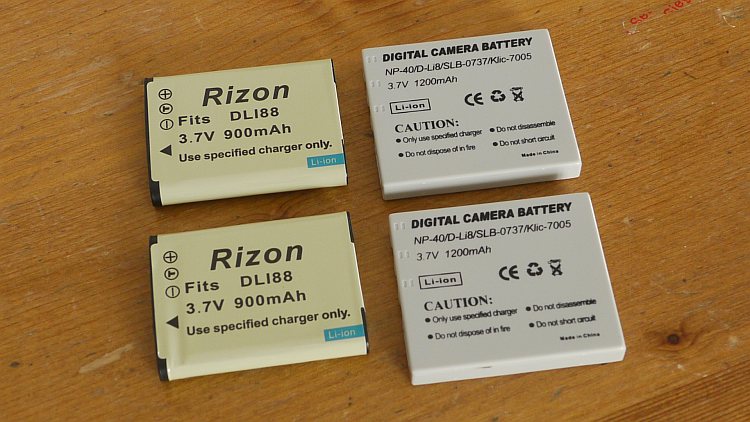 Rizon
Fits DLI88
3.7V 900mAh
Use specified charger only.
Li-ion
DIGITAL CAMERA BATTERY
NP-40/D-Li8/SLB-0737/Klic-7005
3.7V 1200mAh
Li-ion
CE
CAUTION:
● Only use specified charger ● Do not disassemble
● Do not dispose of in fire ● Do not short circuit
Made in China.
Rizon
Fits DLI88
3.7V 900mAh
Use specified charger only.
Li-ion
DIGITAL CAMERA BATTERY
NP-40/D-Li8/SLB-0737/Klic-7005
3.7V 1200mAh
Li-ion
CE
CAUTION:
● Only use specified charger ● Do not disassemble
● Do not dispose of in fire ● Do not short circuit
Made in China.